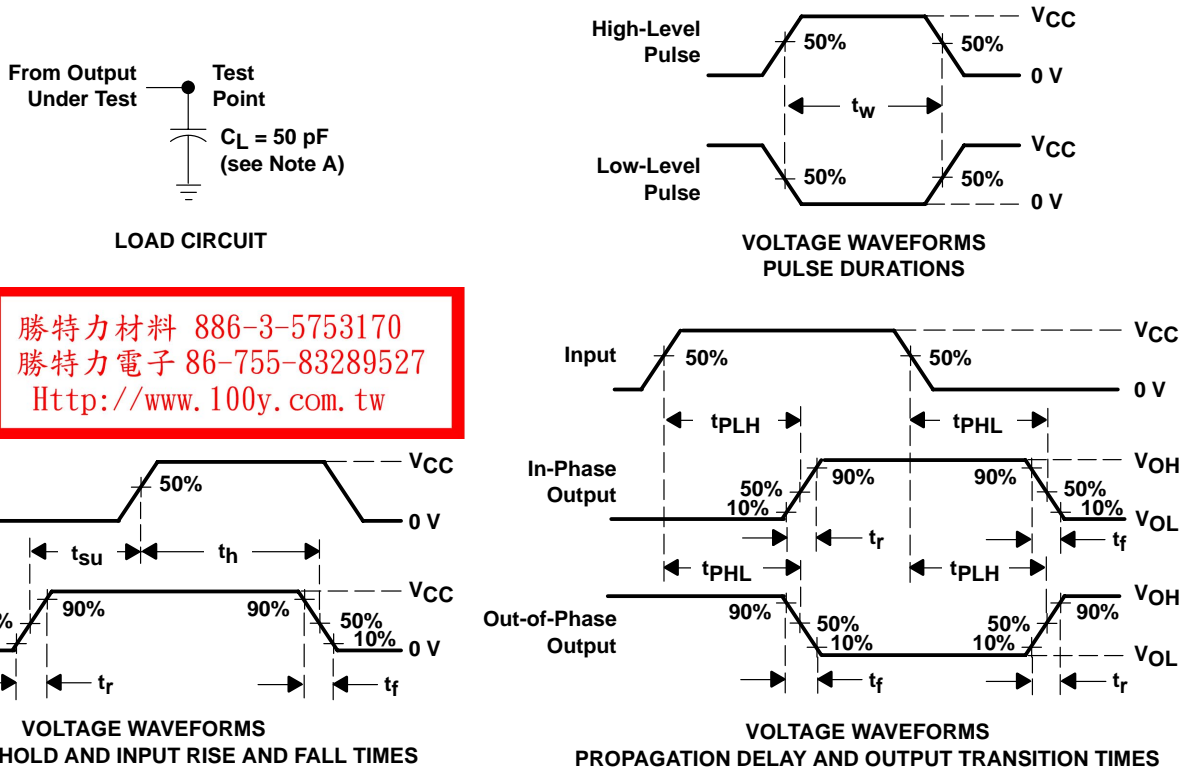 From Output
Under Test
Test
Point
CL = 50 pF
(see Note A)
LOAD CIRCUIT
High-Level
Pulse
50%
50%
VCC
0 V
tw
Low-Level
Pulse
50%
50%
VCC
0 V
VOLTAGE WAVEFORMS
PULSE DURATIONS
勝特力材料 886-3-5753170
勝特力電子 86-755-83289527
Http://www.100y.com.tw
50%
VCC
0 V
tsu
th
%
90%
90%
50%
10%
VCC
0 V
tr
tf
VOLTAGE WAVEFORMS
HOLD AND INPUT RISE AND FALL TIMES
Input
50%
50%
VCC
0 V
tPLH
tPHL
In-Phase
Output
50%
10%
90%
90%
50%
10%
VOH
VOL
tr
tf
tPHL
tPLH
Out-of-Phase
Output
90%
50%
10%
50%
10%
90%
VOH
VOL
tf
tr
VOLTAGE WAVEFORMS
PROPAGATION DELAY AND OUTPUT TRANSITION TIMES